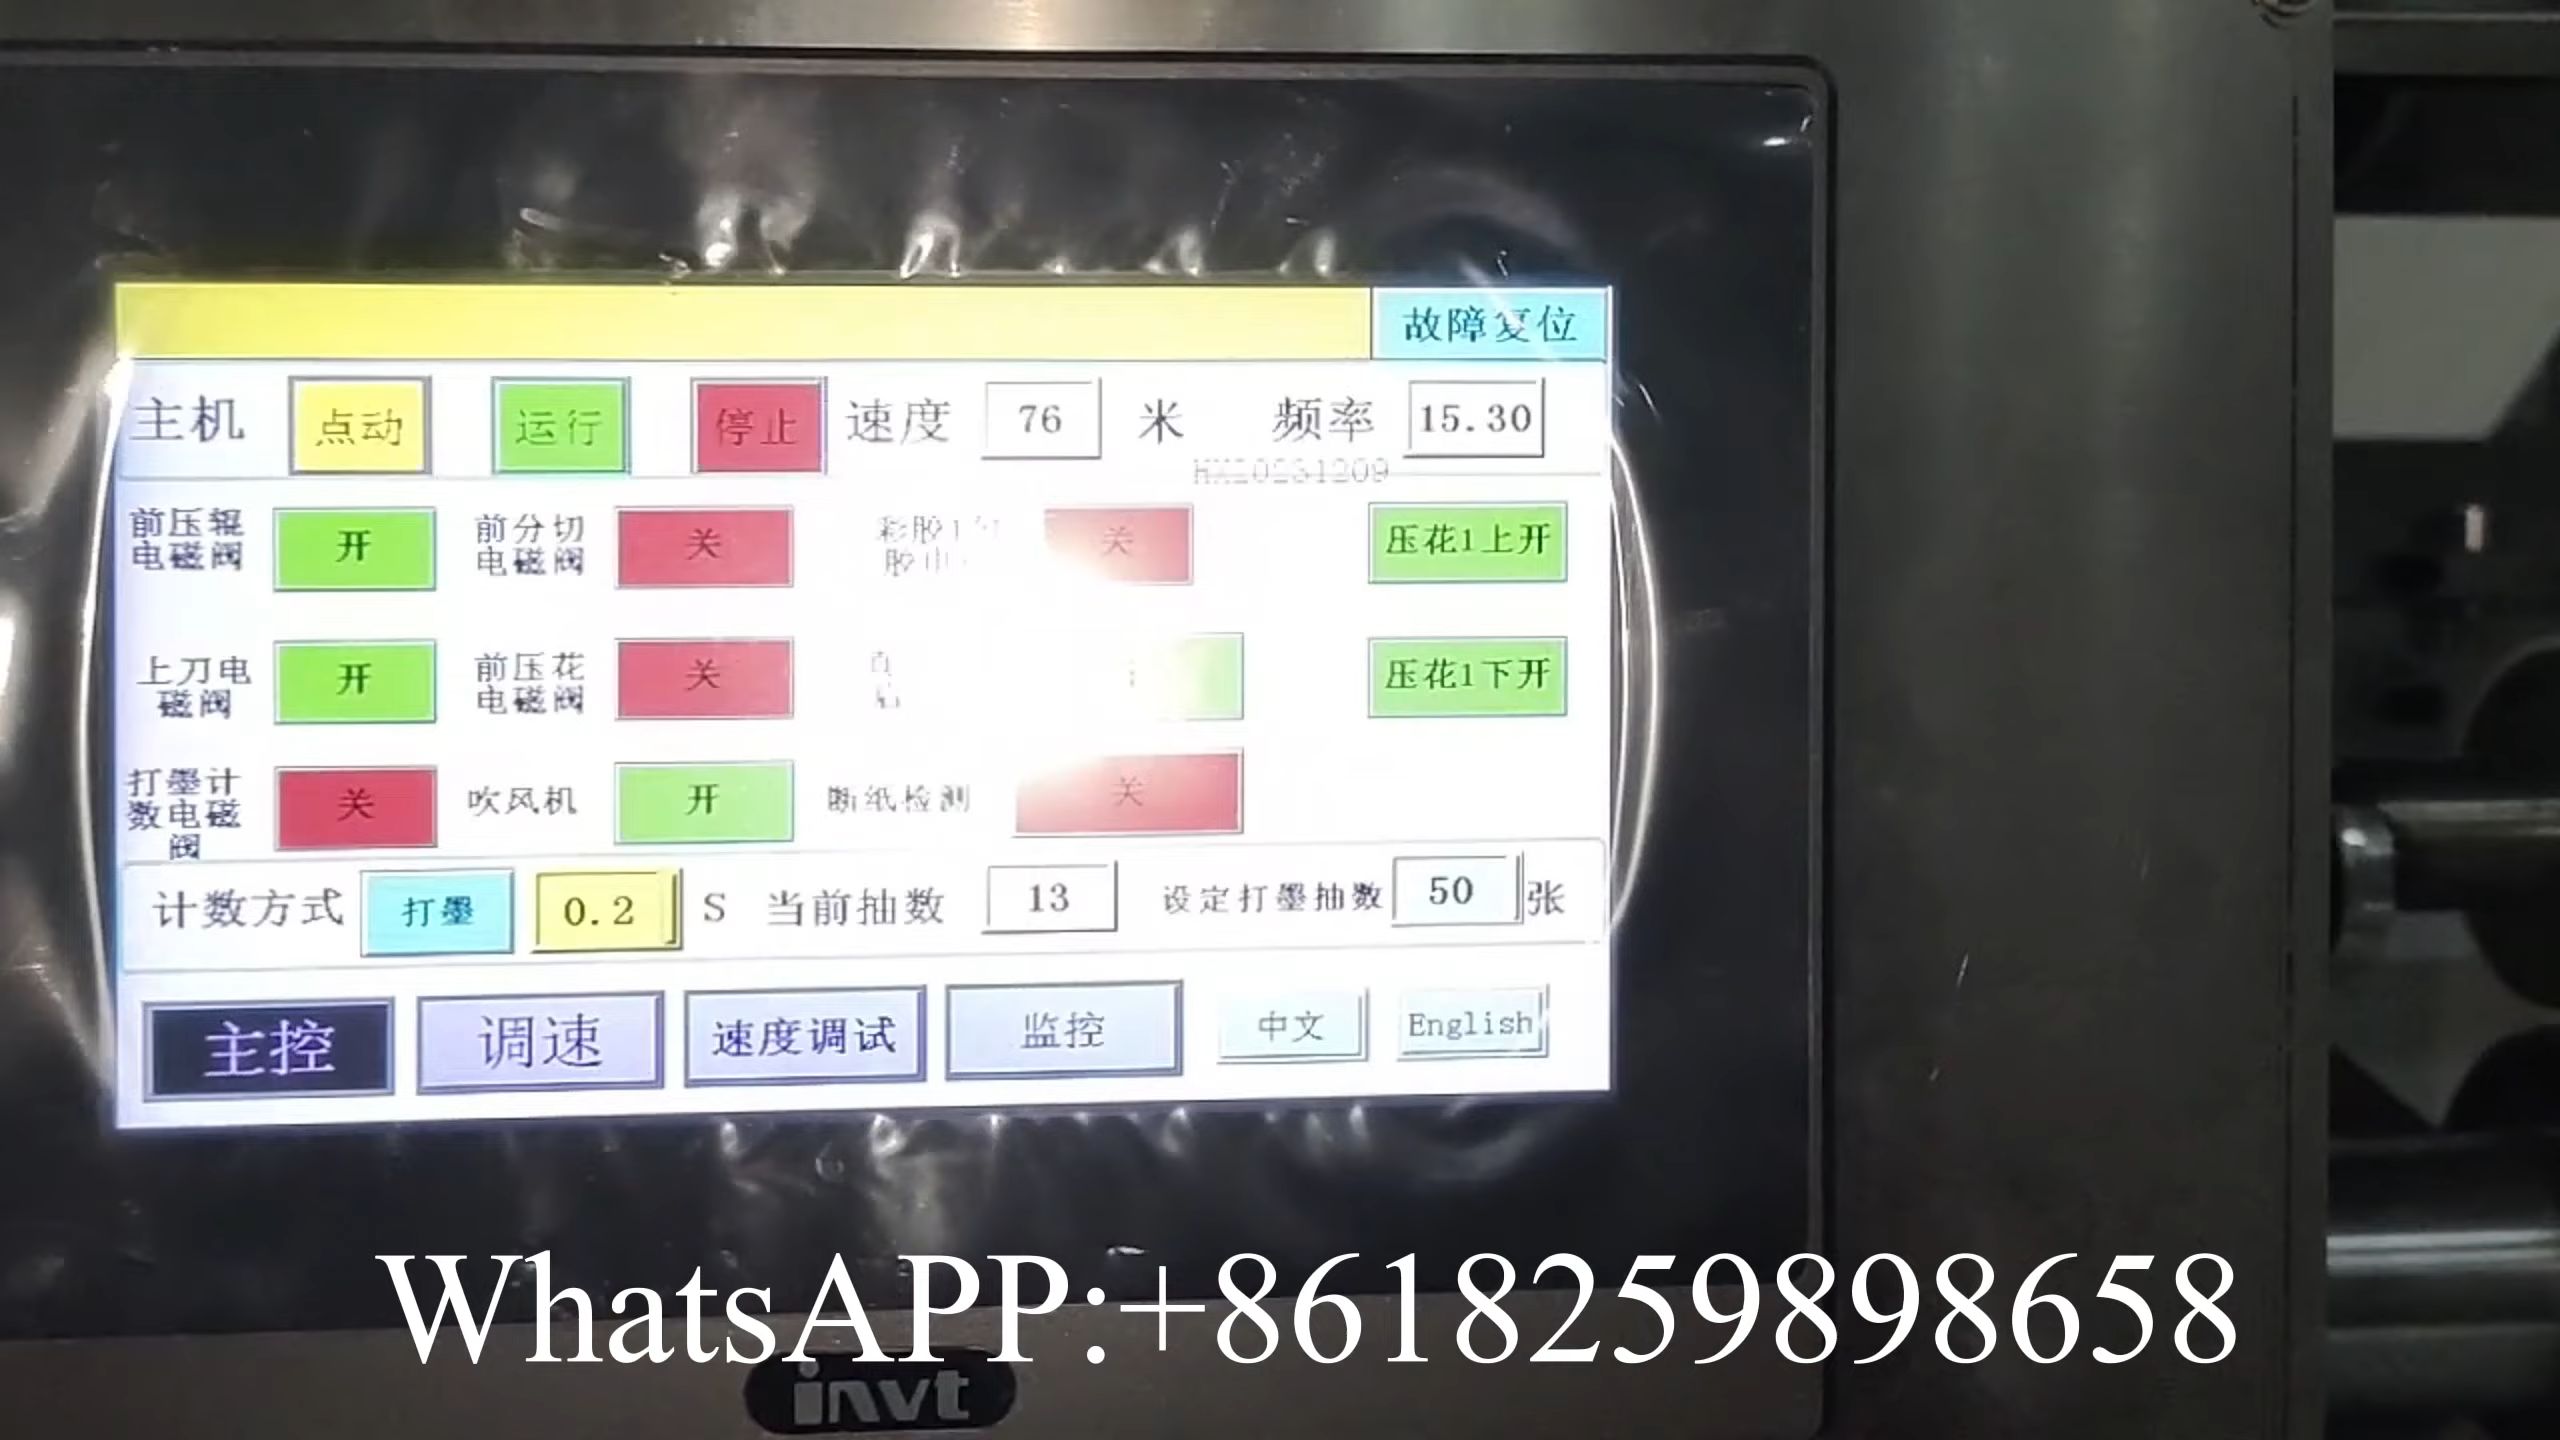 故障复位
主机 点动 运行 停止 速度 76 米 频率 15.30
前压辊
电磁阀
开
前分切
电磁阀
关
彩胶1
关
压花1上开
上刀电
磁阀
开
前压花
电磁阀
关
压花1下开
打墨计
数电磁
阀
关
吹风机
开
断纸检测
关
计数方式 打墨 0.2 S 当前抽数 13 设定打墨抽数 50 张
主控 调速 速度调试 监控 中文 English
WhatsAPP:+8618259898658
invt